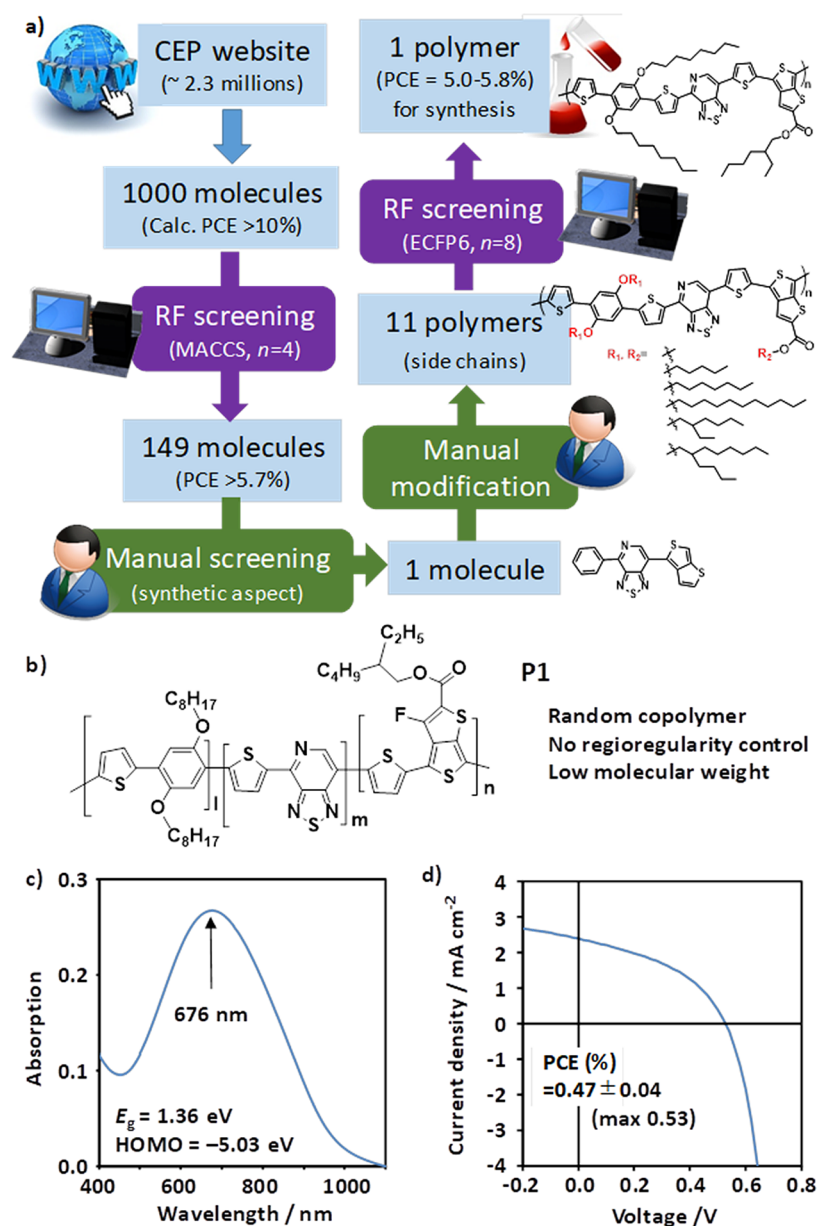 a)
WWW
CEP website
(~ 2.3 millions)
1000 molecules
(Calc. PCE >10%)
RF screening
(MACCS, n=4)
149 molecules
(PCE >5.7%)
Manual screening
(synthetic aspect)
1 molecule
Manual
modification
11 polymers
(side chains)
RF screening
(ECFP6, n=8)
1 polymer
(PCE = 5.0-5.8%)
for synthesis
S
O
O
S
N
N
S
N
S
S
S
n
O
O
S
OR1
R1O
S
N
N
S
N
S
S
S
n
R2
O
O
R1, R2=
N
N
S
N
S
S
b)
P1
Random copolymer
No regioregularity control
Low molecular weight
C2H5
C4H9
O
O
C8H17
O
F
S
S
O
C8H17
l
S
N
N
S
N
m
S
S
n
c)
Absorption
0.3
0.2
0.1
0.0
676 nm
Eg = 1.36 eV
HOMO = −5.03 eV
400
600
800
1000
Wavelength / nm
d)
Current density / mA cm-2
4
3
2
1
0
-1
-2
-3
-4
PCE (%)
=0.47±0.04
(max 0.53)
-0.2
0.0
0.2
0.4
0.6
0.8
Voltage /V